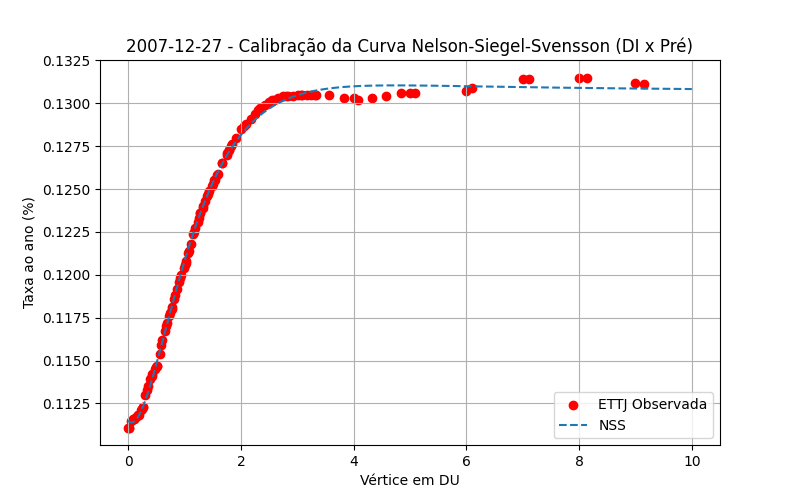 2007-12-27 - Calibração da Curva Nelson-Siegel-Svensson (DI x Pré)
Taxa ao ano (%)
0.1325
0.1300
0.1275
0.1250
0.1225
0.1200
0.1175
0.1150
0.1125
ETTJ Observada
NSS
0 2 4 6 8 10
Vértice em DU